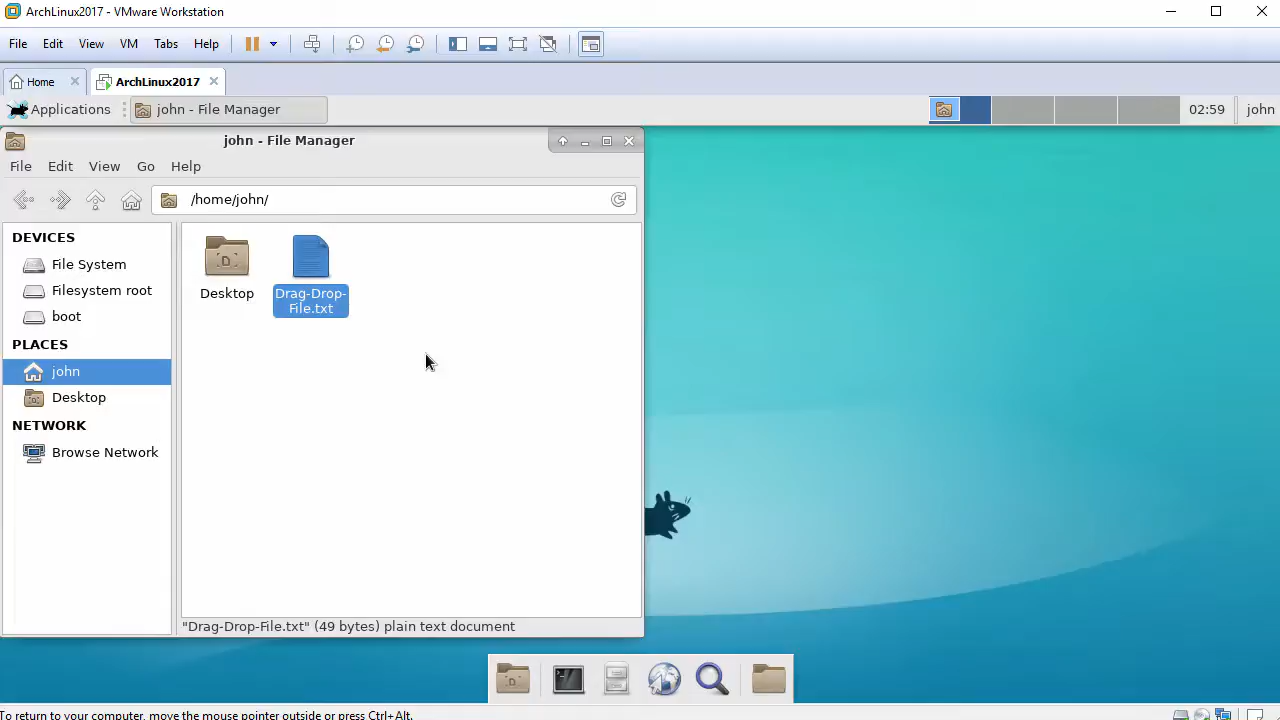 ArchLinux2017 - VMware Workstation
File Edit View VM Tabs Help
Home ArchLinux2017
Applications john - File Manager 02:59 john
john - File Manager
File Edit View Go Help
/home/john/
DEVICES
File System
Filesystem root
boot
PLACES
john
Desktop
NETWORK
Browse Network
D
Desktop
Drag-Drop-
File.txt
"Drag-Drop-File.txt" (49 bytes) plain text document
D
To return to your computer, move the mouse pointer outside or press Ctrl+Alt.